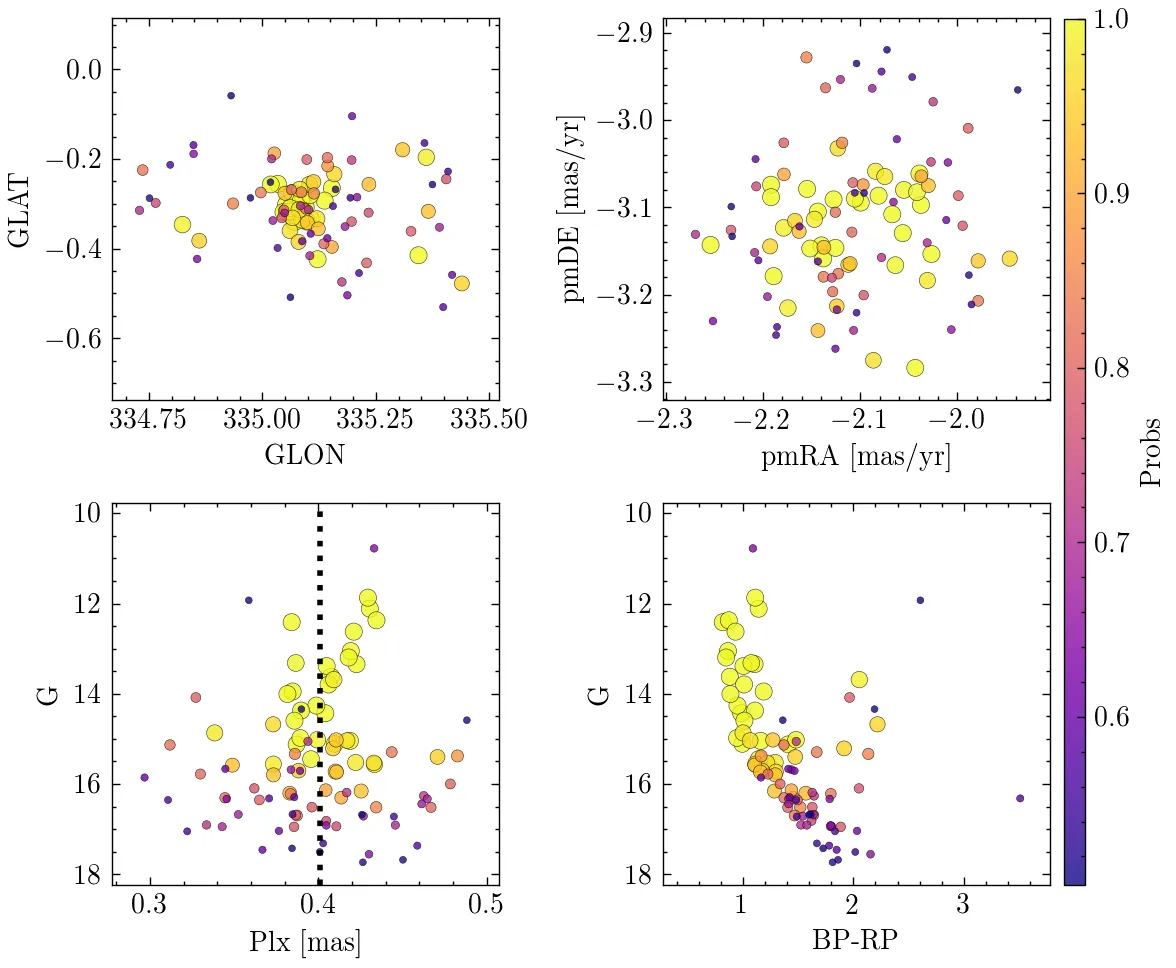 0.0
−0.2
−0.4
−0.6
GLAT
334.75 335.00 335.25 335.50
GLON
−2.9
−3.0
−3.1
−3.2
−3.3
pmDE [mas/yr]
−2.3 −2.2 −2.1 −2.0
pmRA [mas/yr]
1.0
0.9
0.8
0.7
0.6
Probs
10
12
14
16
18
G
0.3 0.4 0.5
Plx [mas]
10
12
14
16
18
G
1 2 3
BP-RP